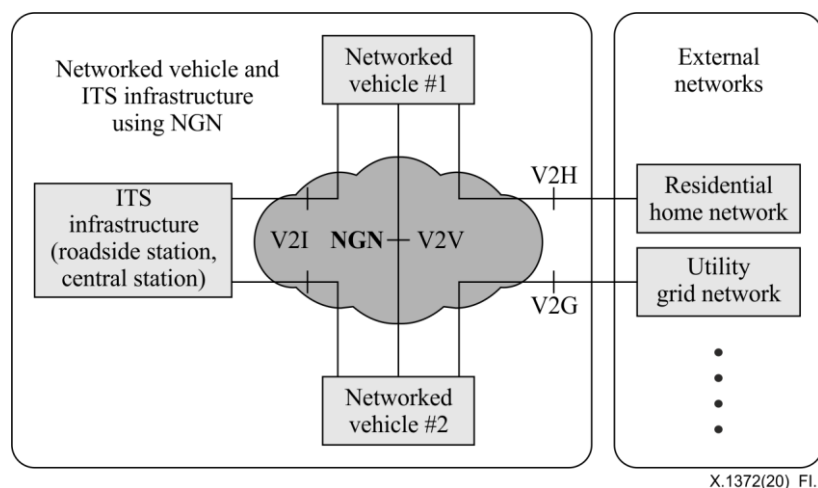 Networked vehicle and
ITS infrastructure
using NGN
Networked
vehicle #1
External
networks
ITS
infrastructure
(roadside station,
central station)
V2I
NGN
V2V
V2H
V2G
Residential
home network
Utility
grid network
Networked
vehicle #2
X.1372(20)_FI.